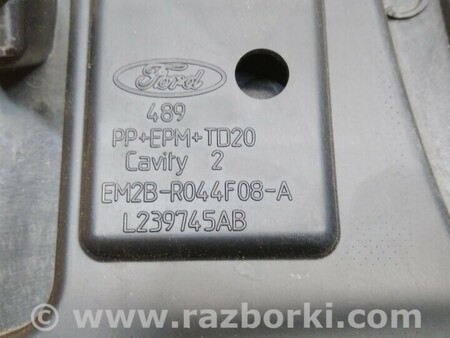 Ford
489
PP+EPM+TD20
Cavity 2
EM2B-R044F08-A
L239745AB
© www.razborki.com